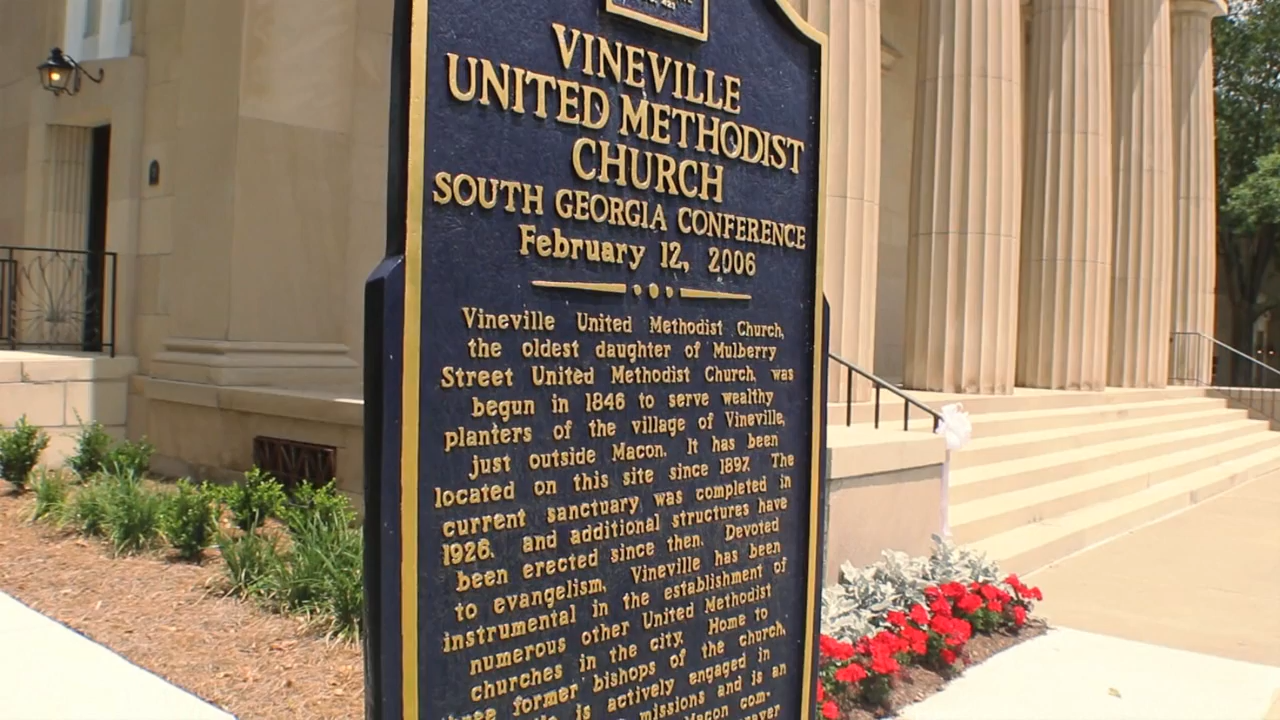 VINEVILLE
UNITED METHODIST
CHURCH
SOUTH GEORGIA CONFERENCE
February 12, 2006
Vineville United Methodist Church,
the oldest daughter of Mulberry
Street United Methodist Church, was
begun in 1846 to serve wealthy
planters of the village of Vineville,
just outside Macon. It has been
located on this site since 1897. The
current sanctuary was completed in
1926, and additional structures have
been erected since then. Devoted
to evangelism, Vineville has been
instrumental in the establishment of
numerous other United Methodist
churches in the city. Home to
three former bishops of the church,
is actively engaged in
missions and is an
Macon com-